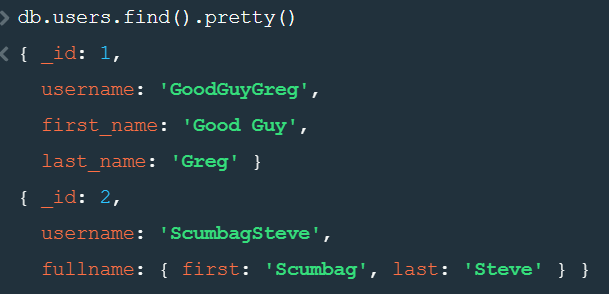 > db.users.find().pretty()
< { _id: 1,
username: 'GoodGuyGreg',
first_name: 'Good Guy',
last_name: 'Greg' }
{ _id: 2,
username: 'ScumbagSteve',
fullname: { first: 'Scumbag', last: 'Steve' } }